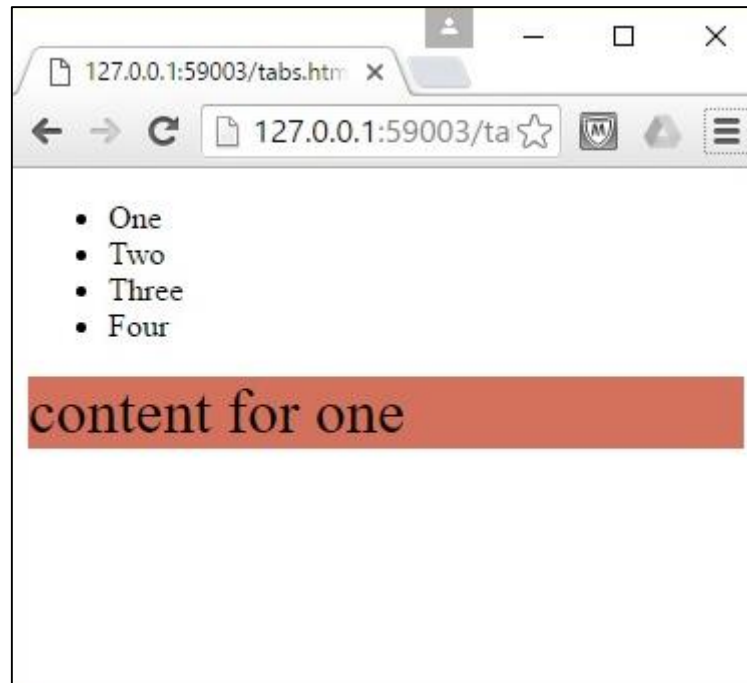 127.0.0.1:59003/tabs.htm
127.0.0.1:59003/ta
M
One
Two
Three
Four
content for one